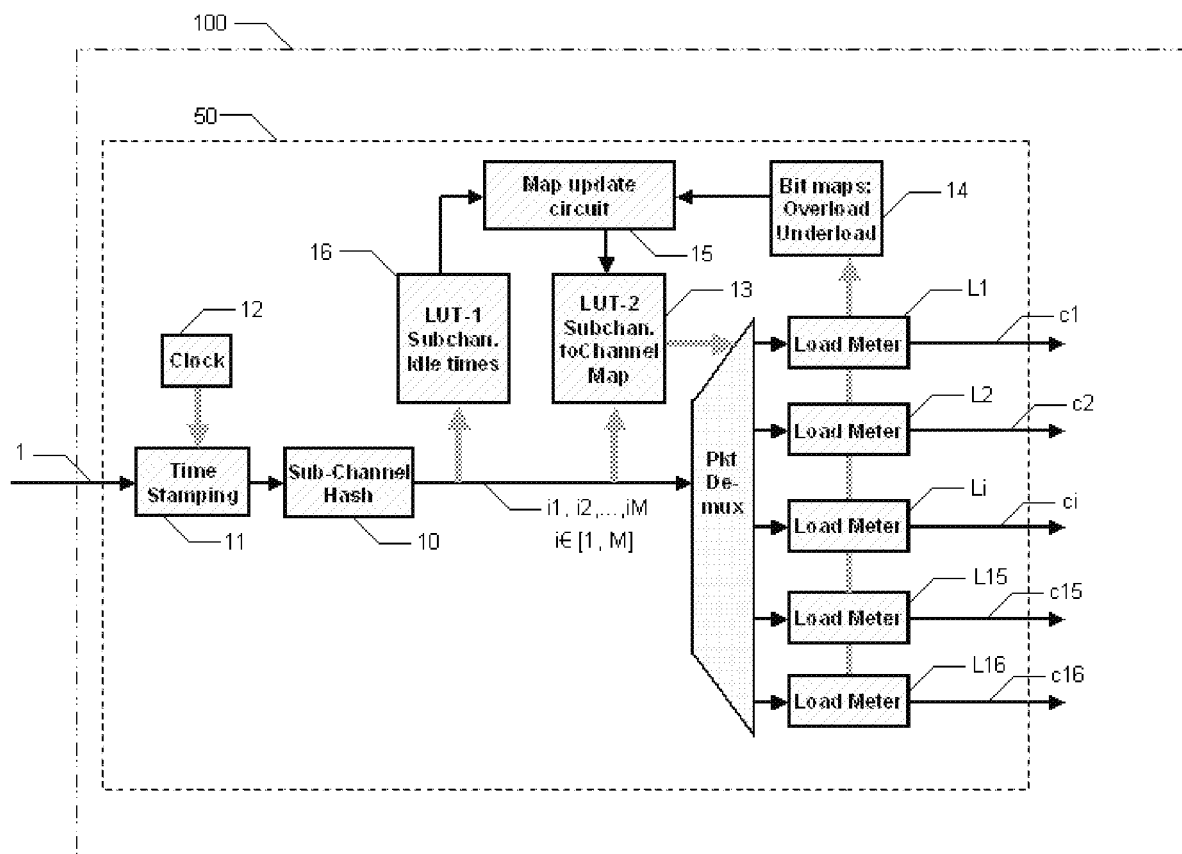 100
50
Map update
circuit
Bit maps:
Overload
Underload
14
16
15
LUT-1
Subchan.
Idle times
LUT-2
Subchan.
toChannel
Map
13
12
Clock
L1
Load Meter
c1
L2
Load Meter
c2
1
Time
Stamping
Sub-Channel
Hash
11
10
i1, i2,...,iM
i€ [1, M]
Pkt
De-
mux
Li
Load Meter
ci
L15
Load Meter
c15
L16
Load Meter
c16